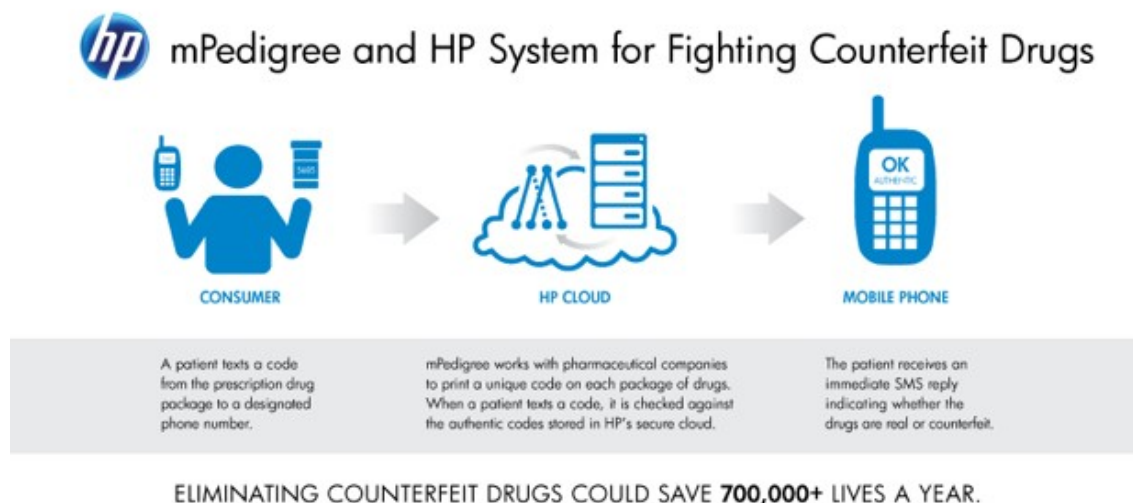 hp mPedigree and HP System for Fighting Counterfeit Drugs
5685
OK
AUTHENTIC
CONSUMER
HP CLOUD
MOBILE PHONE
A patient texts a code
from the prescription drug
package to a designated
phone number.
mPedigree works with pharmaceutical companies
to print a unique code on each package of drugs.
When a patient texts a code, it is checked against
the authentic codes stored in HP's secure cloud.
The patient receives an
immediate SMS reply
indicating whether the
drugs are real or counterfeit.
ELIMINATING COUNTERFEIT DRUGS COULD SAVE 700,000+ LIVES A YEAR.